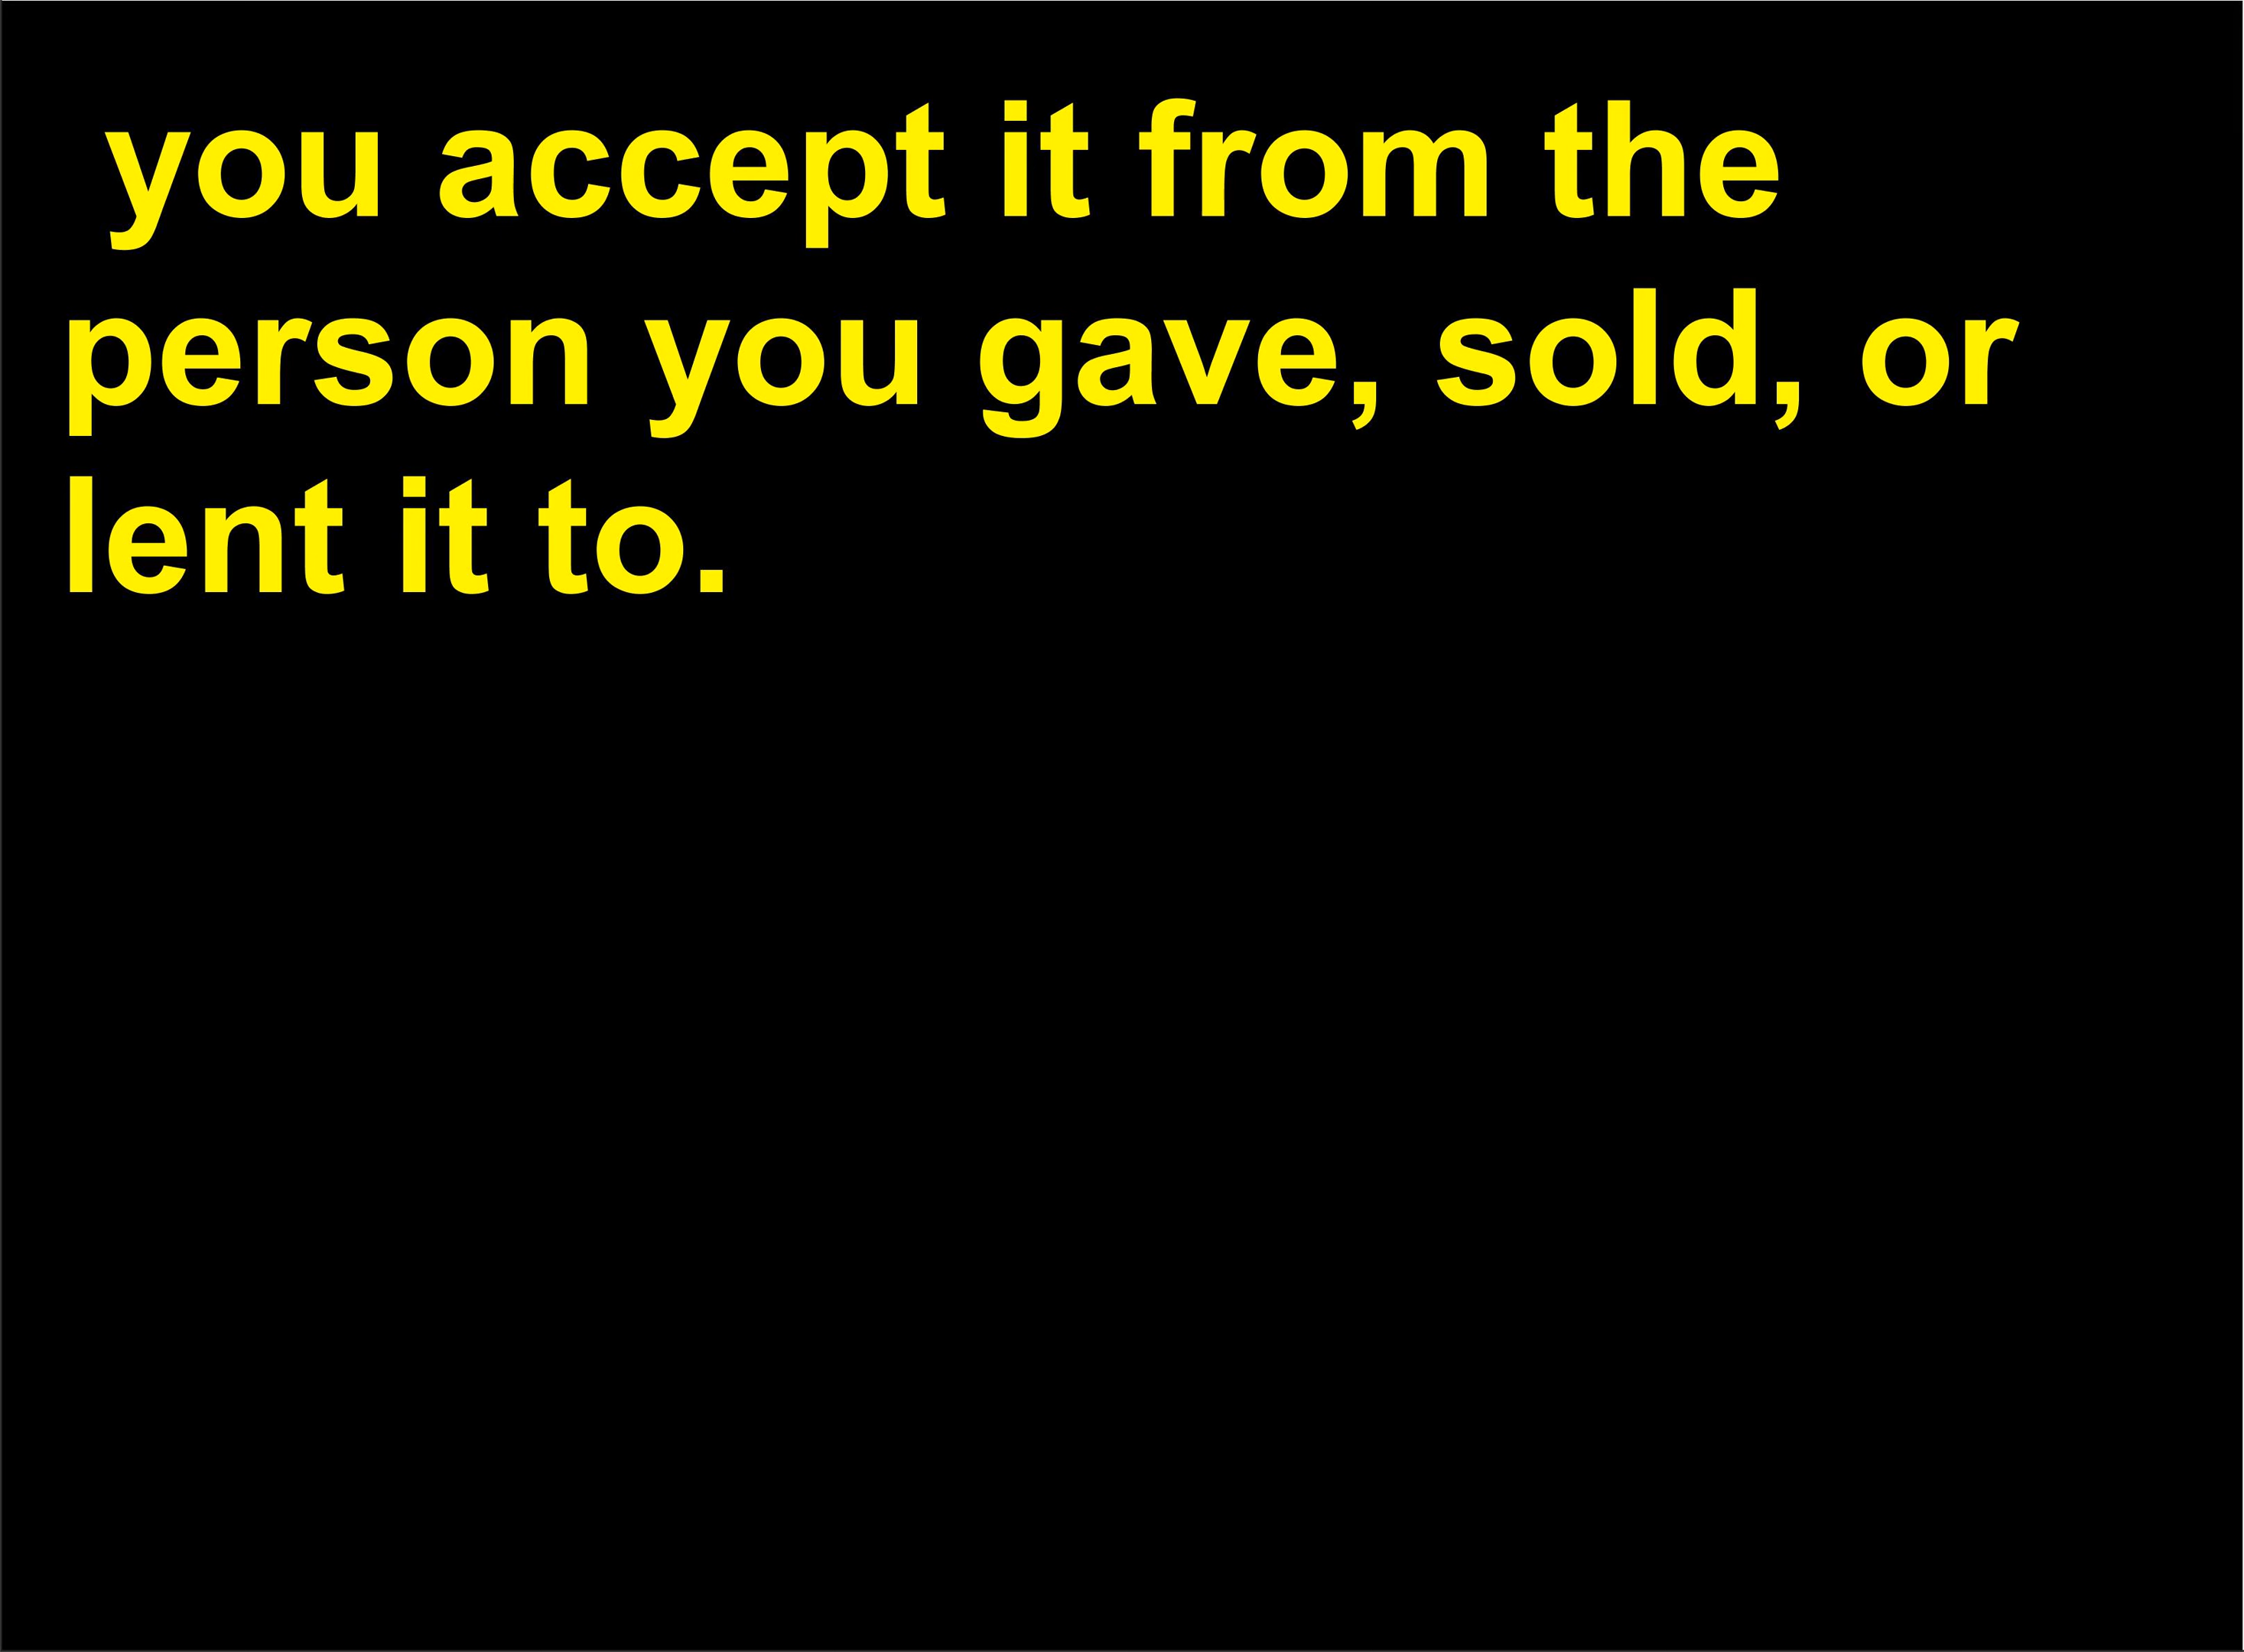 you accept it from the
person you gave, sold, or
lent it to.